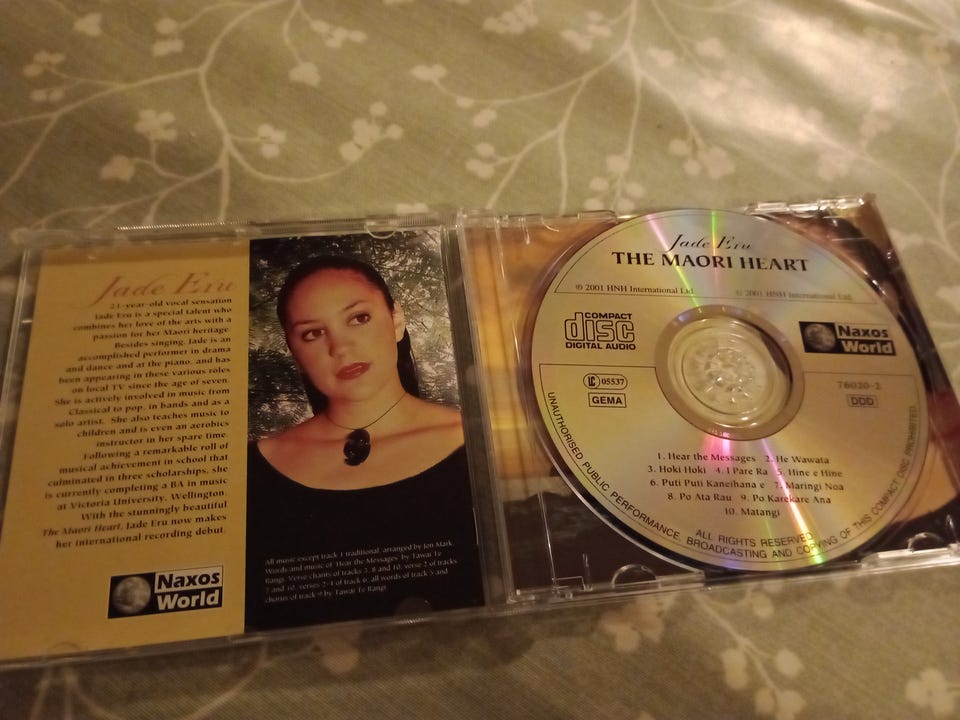 Jade Eru
21-year-old vocal sensation
Jade Eru is a special talent who
combines her love of the arts with a
passion for her Maori heritage.
Besides singing, Jade is an
accomplished performer in drama
and dance and at the piano, and has
been appearing in these various roles
on local TV since the age of seven.
She is actively involved in music from
Classical to pop, in bands and as a
solo artist. She also teaches music to
children and is even an aerobics
instructor in her spare time.
Following a remarkable roll of
musical achievement in school that
culminated in three scholarships, she
is currently completing a BA in music
at Victoria University, Wellington.
With the stunningly beautiful
The Maori Heart, Jade Eru now makes
her international recording debut.
Naxos
World
All music except track 1 traditional, arranged by Jon Mark.
Words and music of 'Hear the Messages' by Tawai Te
Rangi. Verse chants of tracks 2, 8 and 10, verse 2 of tracks
and 10, verses 2-4 of track 6, all words of track 5 and
chorus of track 9 by Tawai Te Rangi.
Jade Eru
THE MAORI HEART
℗ 2001 HNH International Ltd.
© 2001 HNH International Ltd.
COMPACT
disc
DIGITAL AUDIO
Naxos
World
LC 05537
GEMA
76020-2
DDD
1. Hear the Messages 2. He Wawata
3. Hoki Hoki 4. I Pare Ra 5. Hine e Hine
6. Puti Puti Kaneihana e 7. Maringi Noa
8. Po Ata Rau 9. Po Karekare Ana
10. Matangi
ALL RIGHTS RESERVED.
UNAUTHORISED PUBLIC PERFORMANCE, BROADCASTING AND COPYING OF THIS COMPACT DISC PROHIBITED